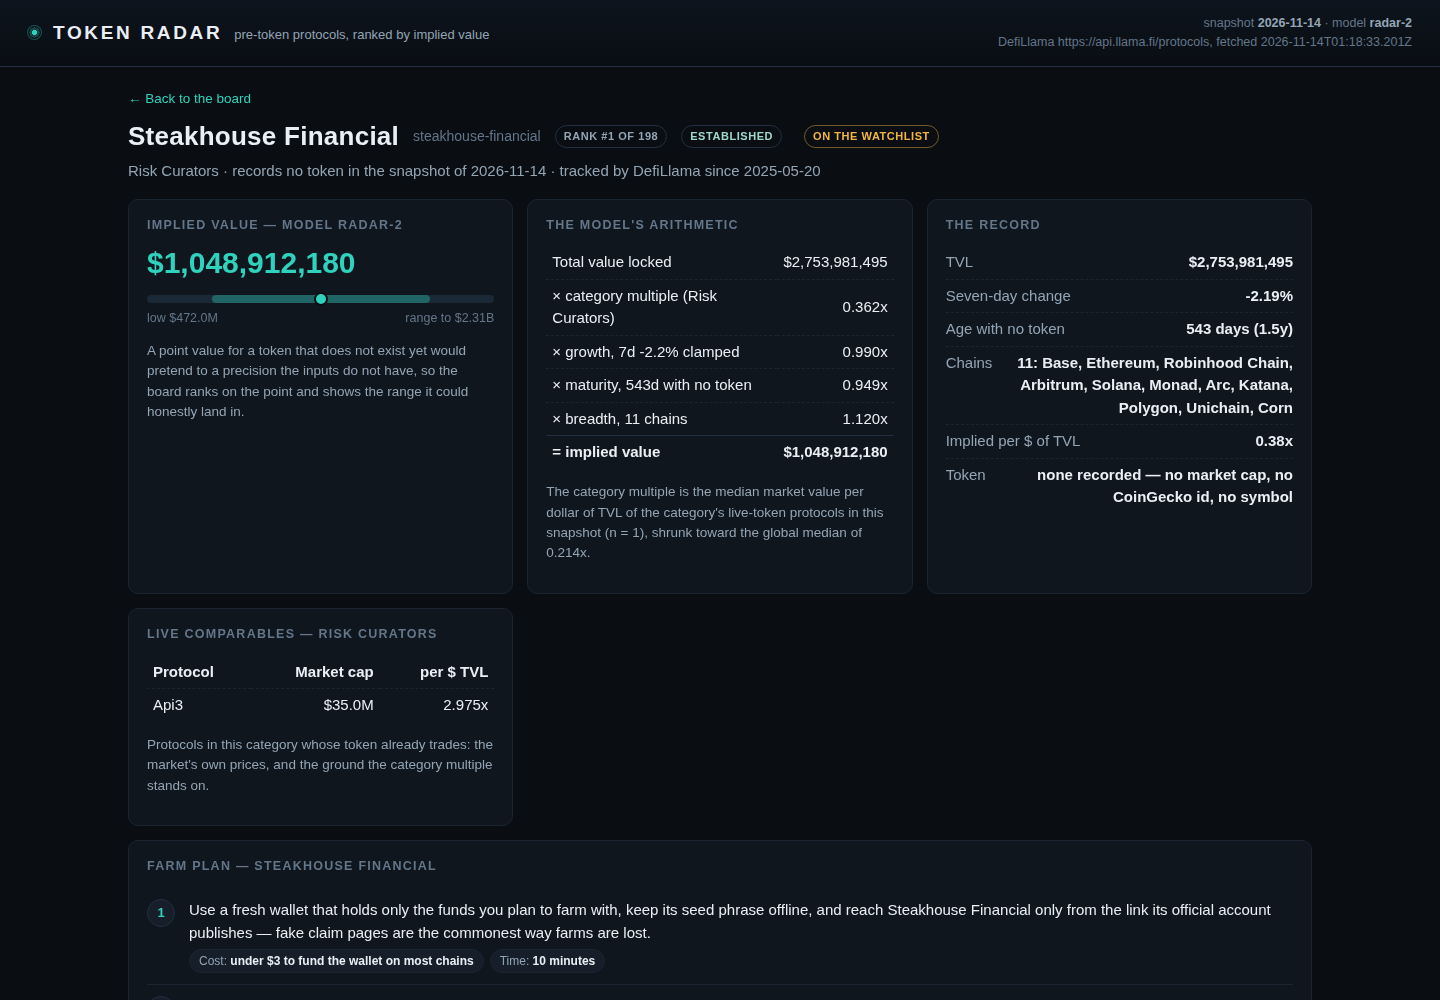 TOKEN RADAR pre-token protocols, ranked by implied value
snapshot 2026-11-14 · model radar-2
DefiLlama https://api.llama.fi/protocols, fetched 2026-11-14T01:18:33.201Z
← Back to the board
Steakhouse Financial steakhouse-financial RANK #1 OF 198 ESTABLISHED ON THE WATCHLIST
Risk Curators · records no token in the snapshot of 2026-11-14 · tracked by DefiLlama since 2025-05-20
IMPLIED VALUE — MODEL RADAR-2
$1,048,912,180
low $472.0M range to $2.31B
A point value for a token that does not exist yet would
pretend to a precision the inputs do not have, so the
board ranks on the point and shows the range it could
honestly land in.
THE MODEL'S ARITHMETIC
Total value locked $2,753,981,495
× category multiple (Risk
Curators) 0.362x
× growth, 7d -2.2% clamped 0.990x
× maturity, 543d with no token 0.949x
× breadth, 11 chains 1.120x
= implied value $1,048,912,180
The category multiple is the median market value per
dollar of TVL of the category's live-token protocols in this
snapshot (n = 1), shrunk toward the global median of
0.214x.
THE RECORD
TVL $2,753,981,495
Seven-day change -2.19%
Age with no token 543 days (1.5y)
Chains 11: Base, Ethereum, Robinhood Chain,
Arbitrum, Solana, Monad, Arc, Katana,
Polygon, Unichain, Corn
Implied per $ of TVL 0.38x
Token none recorded — no market cap, no
CoinGecko id, no symbol
LIVE COMPARABLES — RISK CURATORS
Protocol Market cap per $ TVL
Api3 $35.0M 2.975x
Protocols in this category whose token already trades: the
market's own prices, and the ground the category multiple
stands on.
FARM PLAN — STEAKHOUSE FINANCIAL
1 Use a fresh wallet that holds only the funds you plan to farm with, keep its seed phrase offline, and reach Steakhouse Financial only from the link its official account
publishes — fake claim pages are the commonest way farms are lost.
Cost: under $3 to fund the wallet on most chains Time: 10 minutes